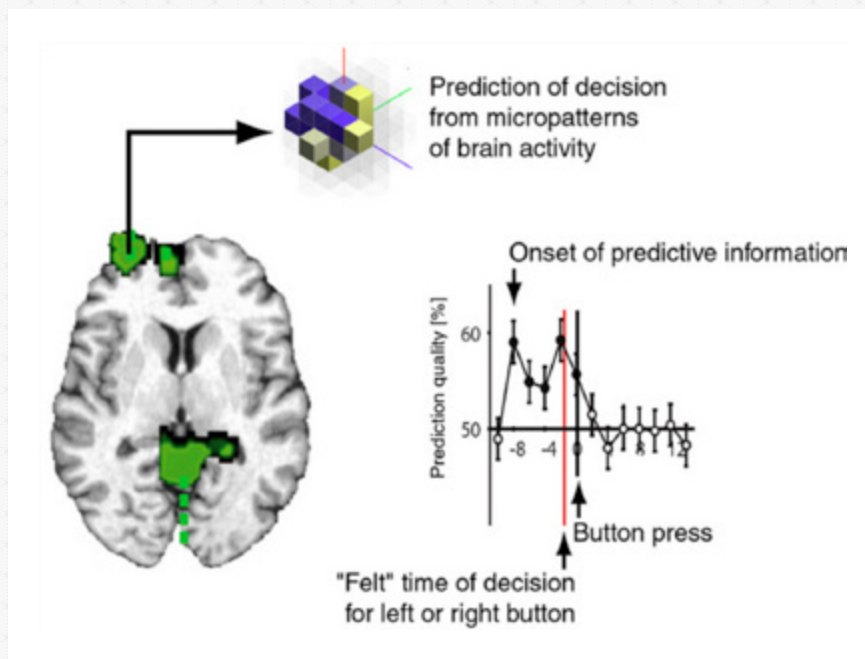 Prediction of decision
from micropatterns
of brain activity
Onset of predictive information
Prediction quality [%]
60
50
-8 -4 0 8 12
Button press
"Felt" time of decision
for left or right button